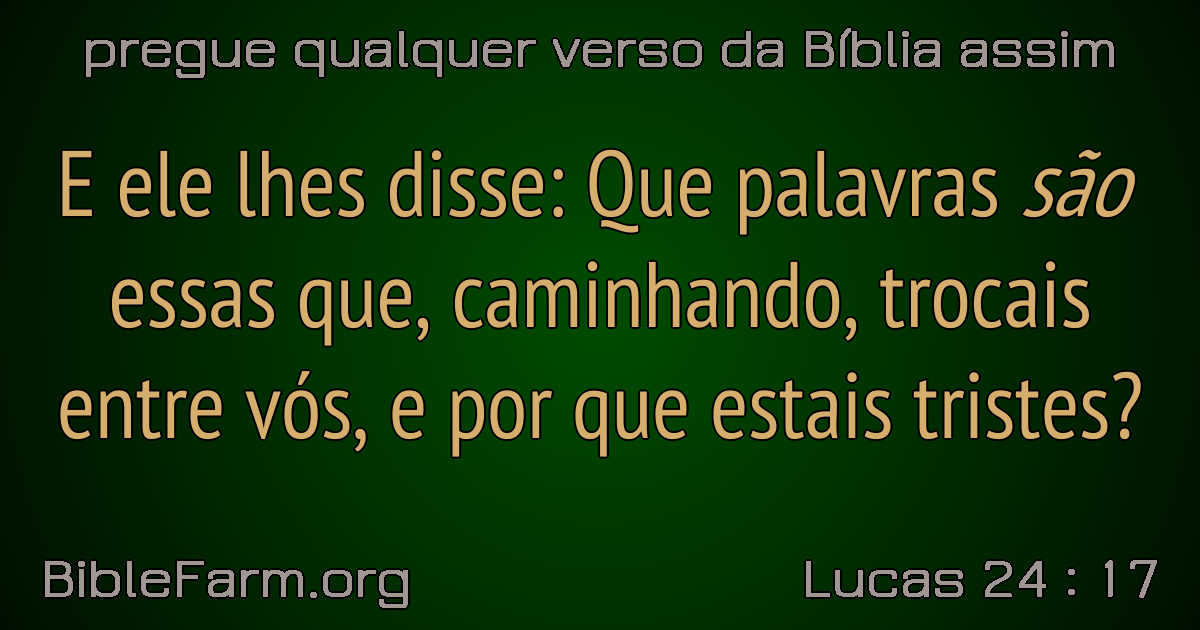 pregue qualquer verso da Bíblia assim
E ele lhes disse: Que palavras são
essas que, caminhando, trocais
entre vós, e por que estais tristes?
BibleFarm.org
Lucas 24 : 17